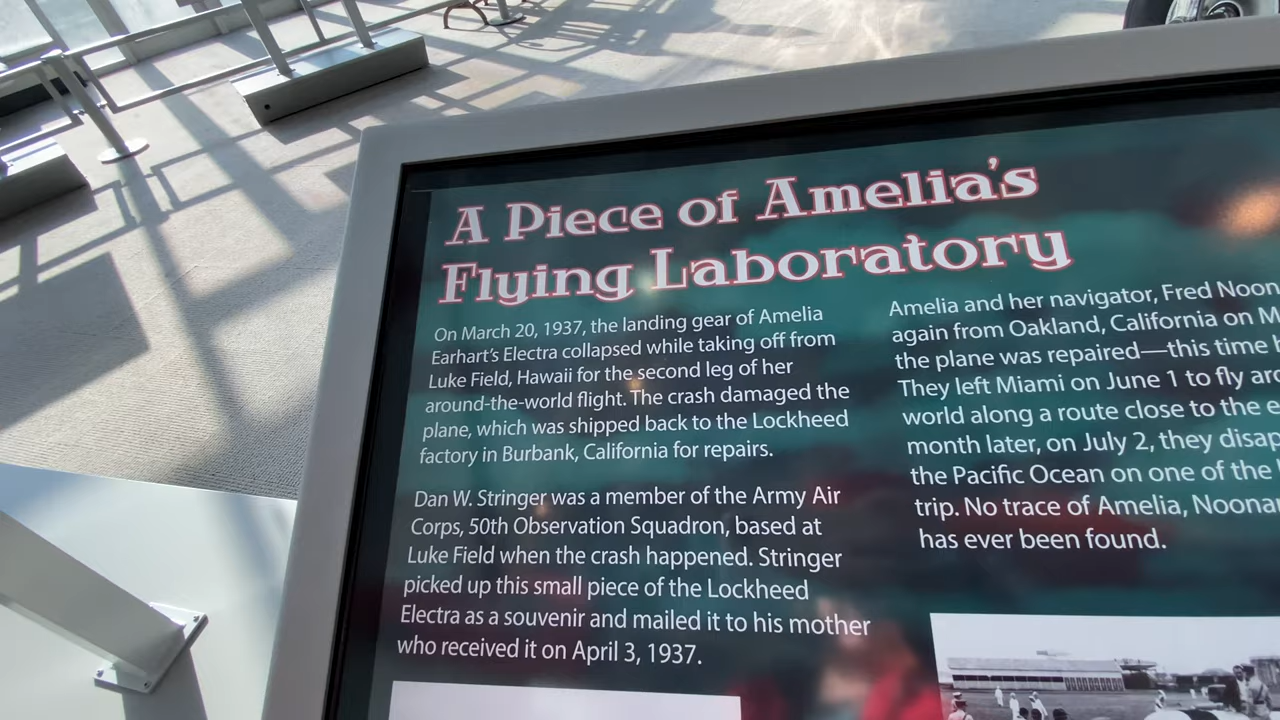 A Piece of Amelia's
Flying Laboratory
On March 20, 1937, the landing gear of Amelia
Earhart's Electra collapsed while taking off from
Luke Field, Hawaii for the second leg of her
around-the-world flight. The crash damaged the
plane, which was shipped back to the Lockheed
factory in Burbank, California for repairs.
Dan W. Stringer was a member of the Army Air
Corps, 50th Observation Squadron, based at
Luke Field when the crash happened. Stringer
picked up this small piece of the Lockheed
Electra as a souvenir and mailed it to his mother
who received it on April 3, 1937.
Amelia and her navigator, Fred
again from Oakland, California on
the plane was repaired—this time
They left Miami on June 1 to fly
world along a route close to the
month later, on July 2, they
the Pacific Ocean on one of the
trip. No trace of Amelia,
has ever been found.